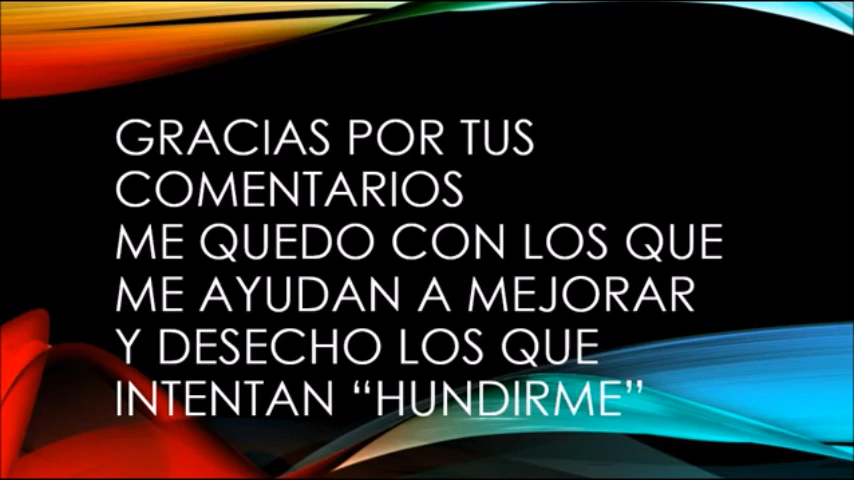 GRACIAS POR TUS
COMENTARIOS
ME QUEDO CON LOS QUE
ME AYUDAN A MEJORAR
Y DESECHO LOS QUE
INTENTAN “HUNDIRME”